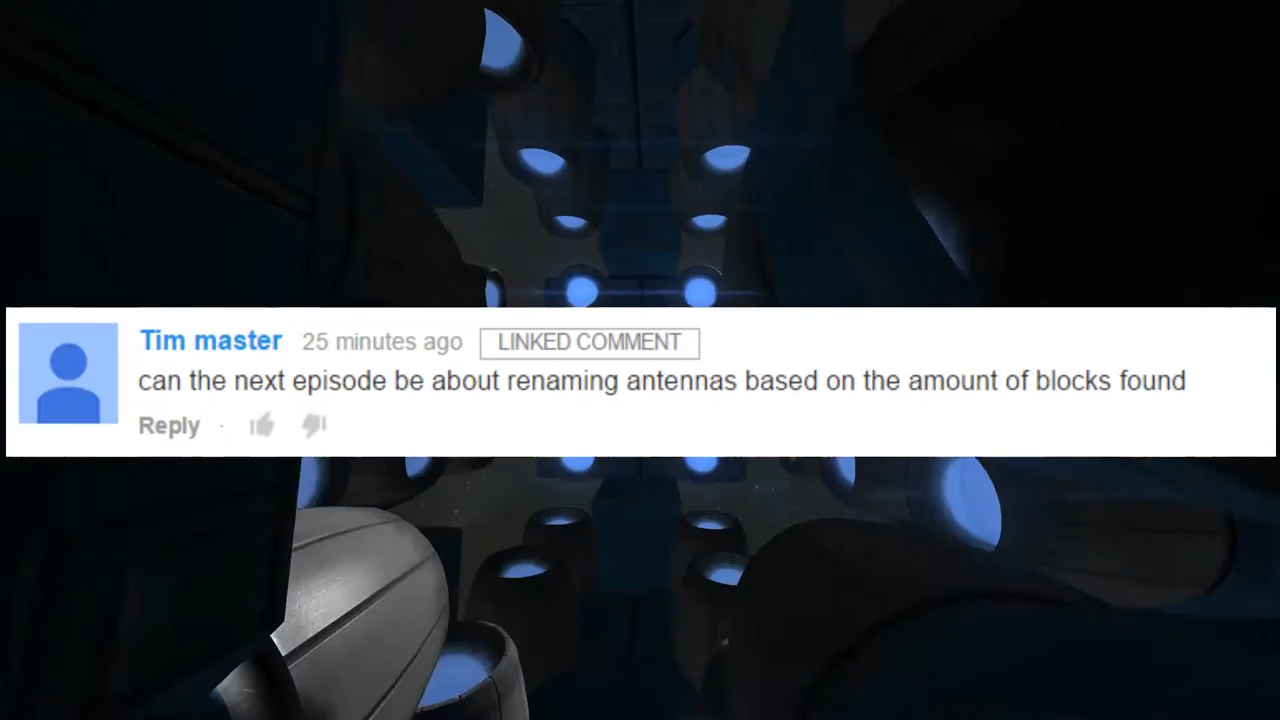 Tim master 25 minutes ago LINKED COMMENT
can the next episode be about renaming antennas based on the amount of blocks found
Reply ·